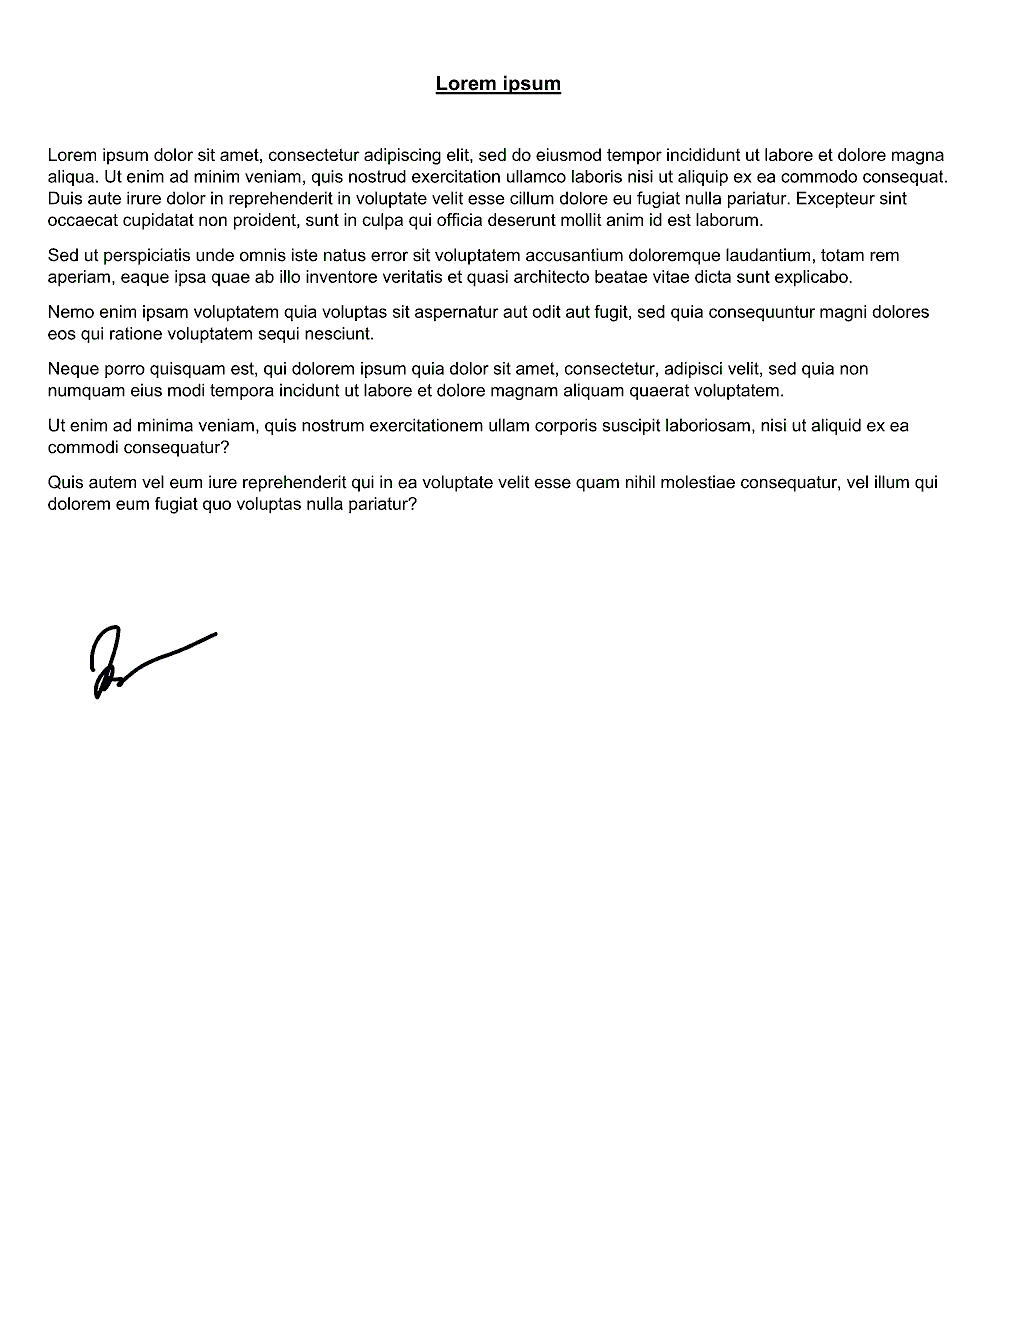 Lorem ipsum
Lorem ipsum dolor sit amet, consectetur adipiscing elit, sed do eiusmod tempor incididunt ut labore et dolore magna
aliqua. Ut enim ad minim veniam, quis nostrud exercitation ullamco laboris nisi ut aliquip ex ea commodo consequat.
Duis aute irure dolor in reprehenderit in voluptate velit esse cillum dolore eu fugiat nulla pariatur. Excepteur sint
occaecat cupidatat non proident, sunt in culpa qui officia deserunt mollit anim id est laborum.
Sed ut perspiciatis unde omnis iste natus error sit voluptatem accusantium doloremque laudantium, totam rem
aperiam, eaque ipsa quae ab illo inventore veritatis et quasi architecto beatae vitae dicta sunt explicabo.
Nemo enim ipsam voluptatem quia voluptas sit aspernatur aut odit aut fugit, sed quia consequuntur magni dolores
eos qui ratione voluptatem sequi nesciunt.
Neque porro quisquam est, qui dolorem ipsum quia dolor sit amet, consectetur, adipisci velit, sed quia non
numquam eius modi tempora incidunt ut labore et dolore magnam aliquam quaerat voluptatem.
Ut enim ad minima veniam, quis nostrum exercitationem ullam corporis suscipit laboriosam, nisi ut aliquid ex ea
commodi consequatur?
Quis autem vel eum iure reprehenderit qui in ea voluptate velit esse quam nihil molestiae consequatur, vel illum qui
dolorem eum fugiat quo voluptas nulla pariatur?